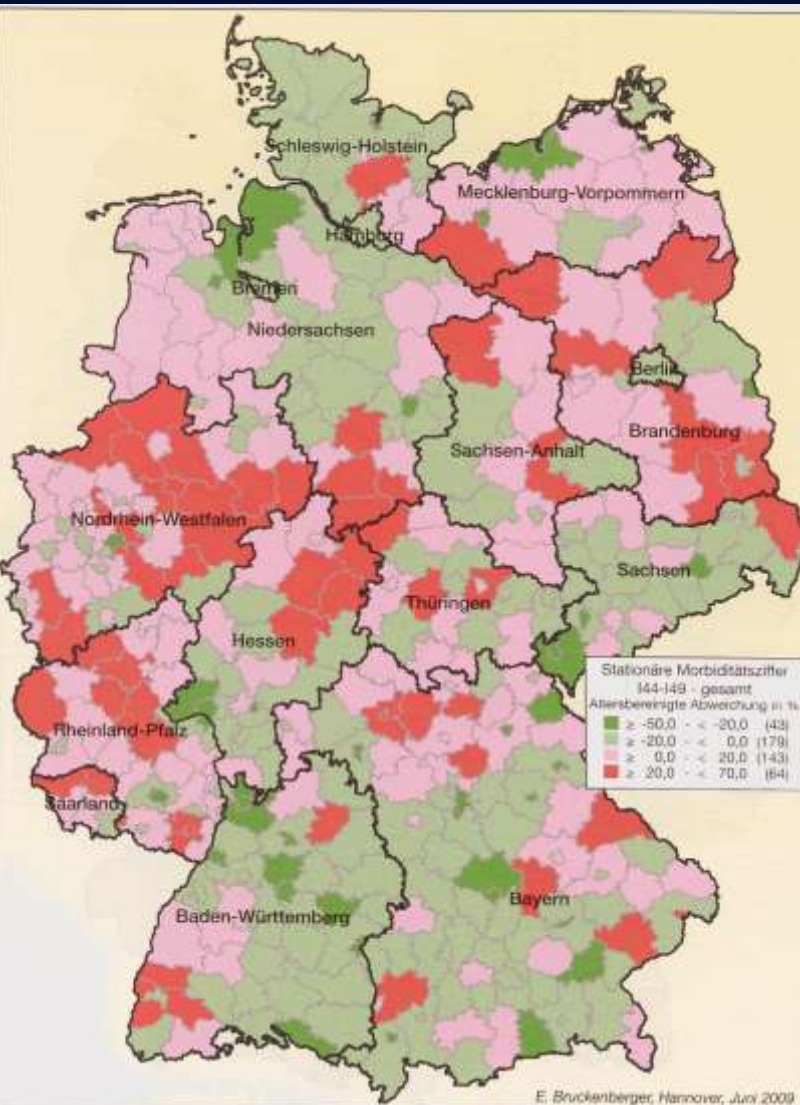 Schleswig-Holstein
Mecklenburg-Vorpommern
Hamburg
Bremen
Niedersachsen
Berlin
Brandenburg
Sachsen-Anhalt
Nordrhein-Westfalen
Sachsen
Thüringen
Hessen
Rheinland-Pfalz
Saarland
Stationäre Morbiditätsziffer
I44-I49 - gesamt
Altersbereinigte Abweichung in %
≥ -50,0 - < -20,0 (43)
≥ -20,0 - < 0,0 (179)
≥ 0,0 - < 20,0 (143)
≥ 20,0 - < 70,0 (64)
Bayern
Baden-Württemberg
E. Bruckenberger, Hannover, Juni 2009